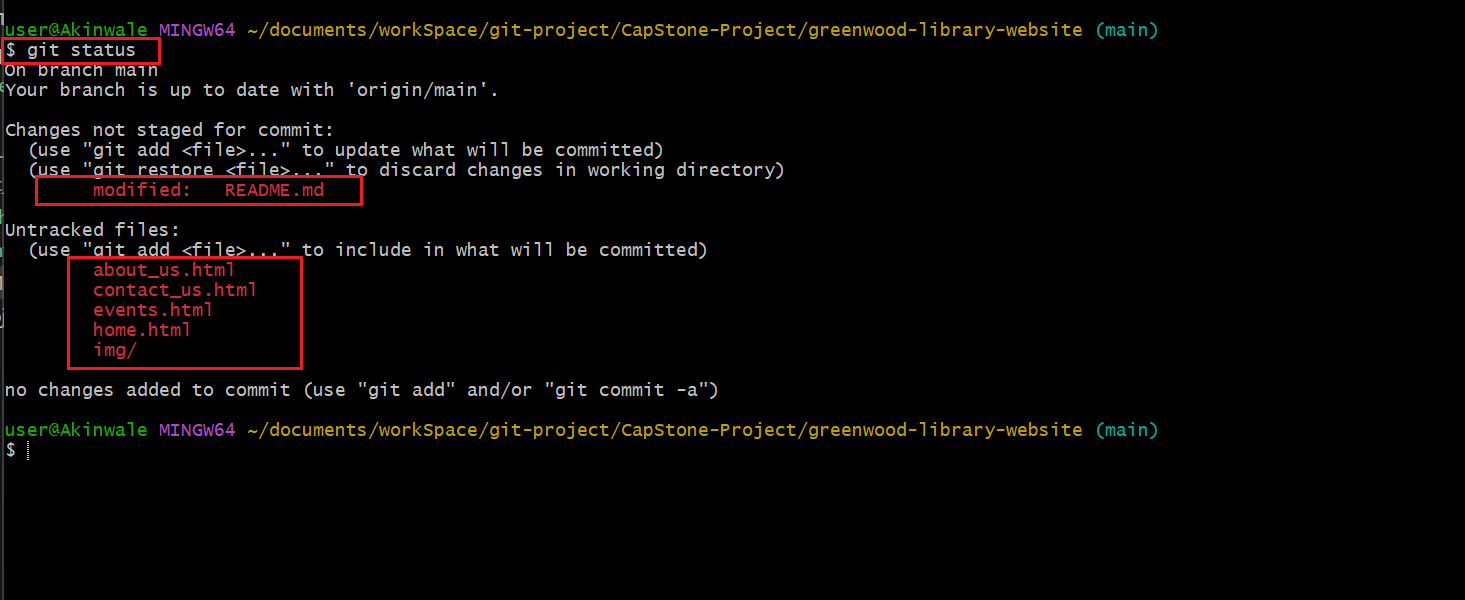 user@Akinwale MINGW64 ~/documents/workSpace/git-project/CapStone-Project/greenwood-library-website (main)
$ git status
On branch main
Your branch is up to date with 'origin/main'.
Changes not staged for commit:
(use "git add <file>..." to update what will be committed)
(use "git restore <file>..." to discard changes in working directory)
modified: README.md
Untracked files:
(use "git add <file>..." to include in what will be committed)
about_us.html
contact_us.html
events.html
home.html
img/
no changes added to commit (use "git add" and/or "git commit -a")
user@Akinwale MINGW64 ~/documents/workSpace/git-project/CapStone-Project/greenwood-library-website (main)
$